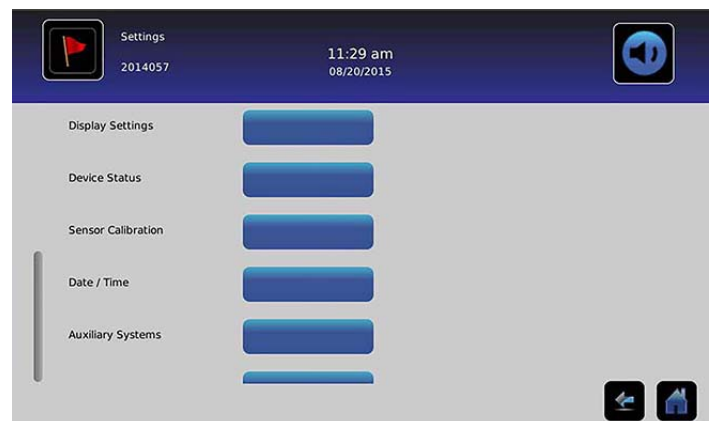 Settings
2014057
11:29 am
08/20/2015
Display Settings
Device Status
Sensor Calibration
Date / Time
Auxiliary Systems